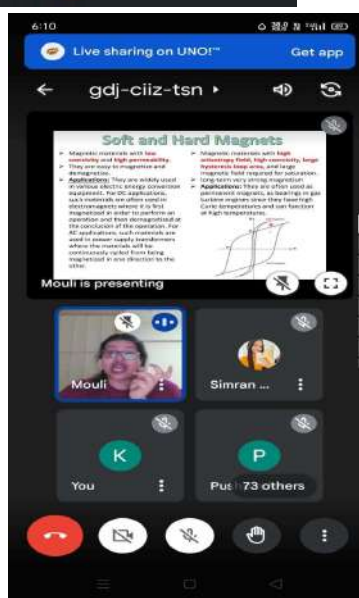 6:10
Live sharing on UNO!™ Get app
gdj-ciiz-tsn
Soft and Hard Magnets
Magnetic materials with low
coercivity and high permeability.
They are easy to magnetise and
demagnetise.
Applications: They are widely used
in various electric energy conversion
equipment. For DC applications,
such materials are often used in
electromagnets where it is first
magnetised in order to perform an
operation and then demagnetised at
the conclusion of the operation. For
AC applications, such materials are
used in power supply transformers
where the materials will be
continuously cycled from being
magnetised in one direction to the
other.
Magnetic materials with high
anisotropy field, high coercivity, large
hysteresis loop area, and large
magnetic field required for saturation.
long-term very strong magnetism
Applications: They are often used as
permanent magnets, as bearings in gas
turbine engines since they have high
Curie temperatures and can function
at high temperatures.
Mouli is presenting
Mouli
Simran ...
K
You
P
73 others